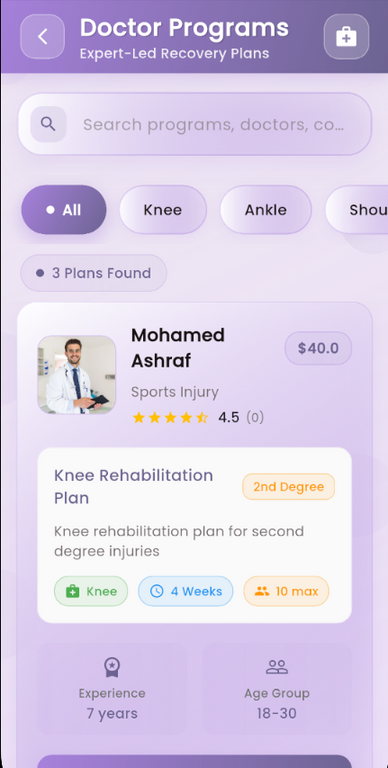 Doctor Programs
Expert-Led Recovery Plans
Search programs, doctors, co...
All
Knee
Ankle
Shou
3 Plans Found
Mohamed
Ashraf
$40.0
Sports Injury
4.5 (0)
Knee Rehabilitation
Plan
2nd Degree
Knee rehabilitation plan for second
degree injuries
Knee
4 Weeks
10 max
Experience
7 years
Age Group
18-30